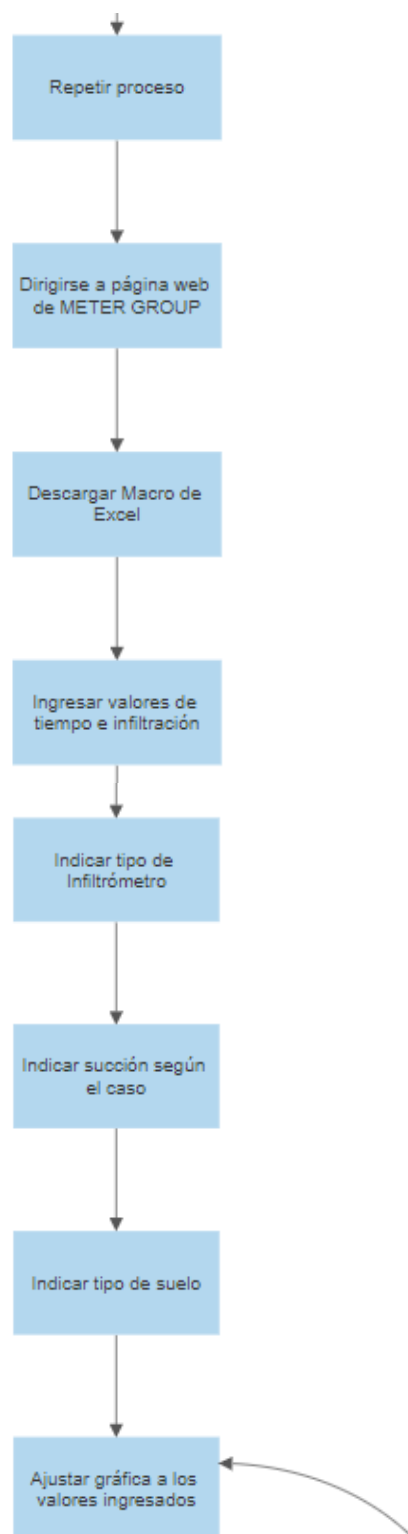 Repetir proceso
Dirigirse a página web
de METER GROUP
Descargar Macro de
Excel
Ingresar valores de
tiempo e infiltración
Indicar tipo de
Infiltrómetro
Indicar succión según
el caso
Indicar tipo de suelo
Ajustar gráfica a los
valores ingresados